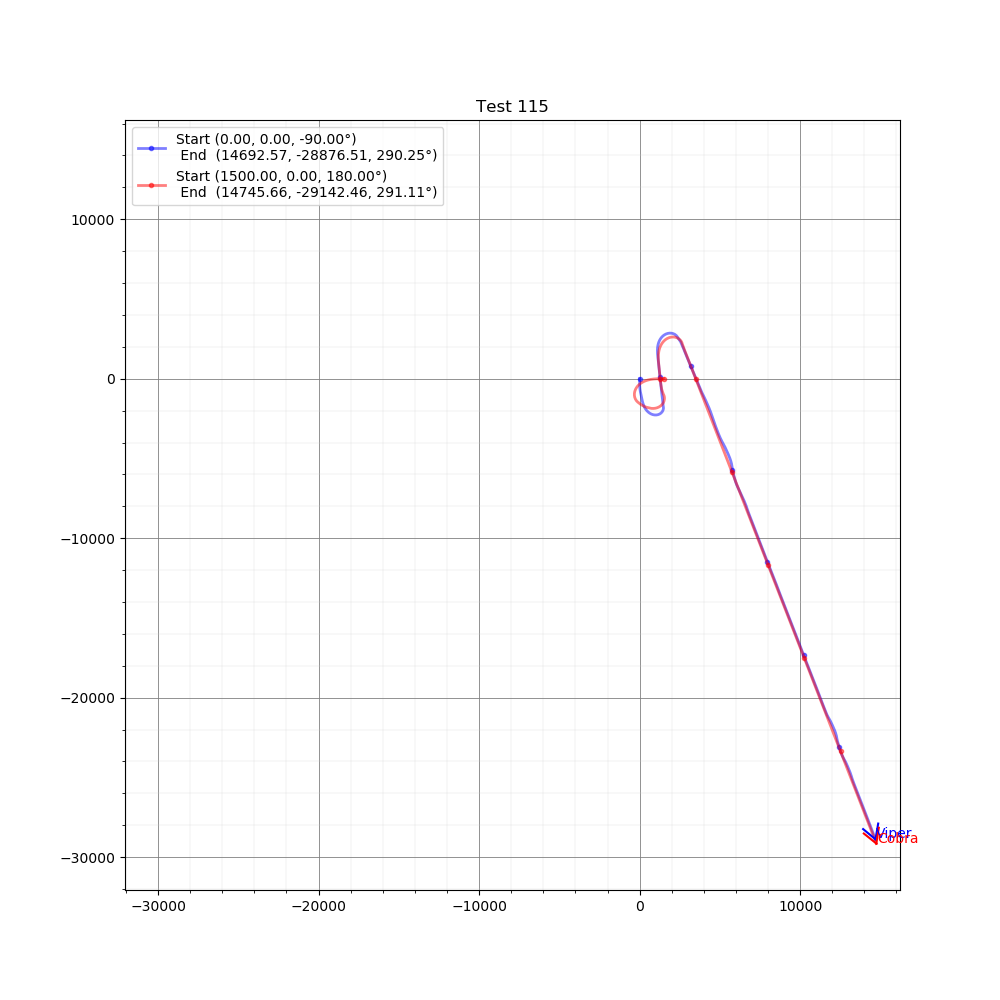 Test 115
Start (0.00, 0.00, -90.00°)
End (14692.57, -28876.51, 290.25°)
Start (1500.00, 0.00, 180.00°)
End (14745.66, -29142.46, 291.11°)
10000
0
−10000
−20000
−30000
Viper
Cobra
−30000 −20000 −10000 0 10000